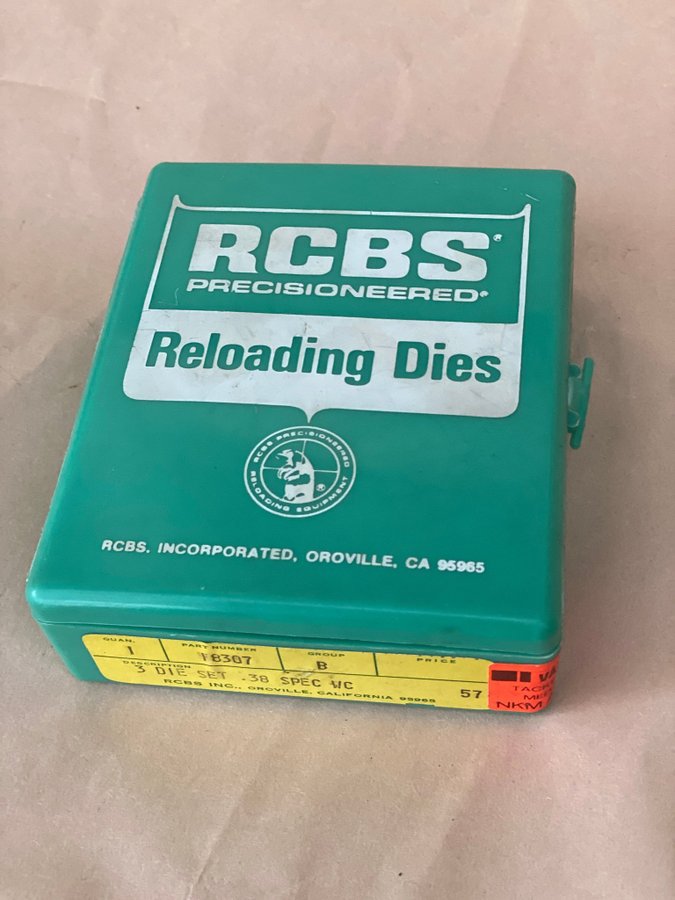 RCBS®
PRECISIONEERED®
Reloading Dies
RCBS PRECISIONEERED
RELOADING EQUIPMENT
RCBS. INCORPORATED, OROVILLE, CA 95965
QUAN. PART NUMBER GROUP PRICE
1 18307 B
DESCRIPTION
3 DIE SET .38 SPEC WC
RCBS INC., OROVILLE, CALIFORNIA 95965 57
NKM